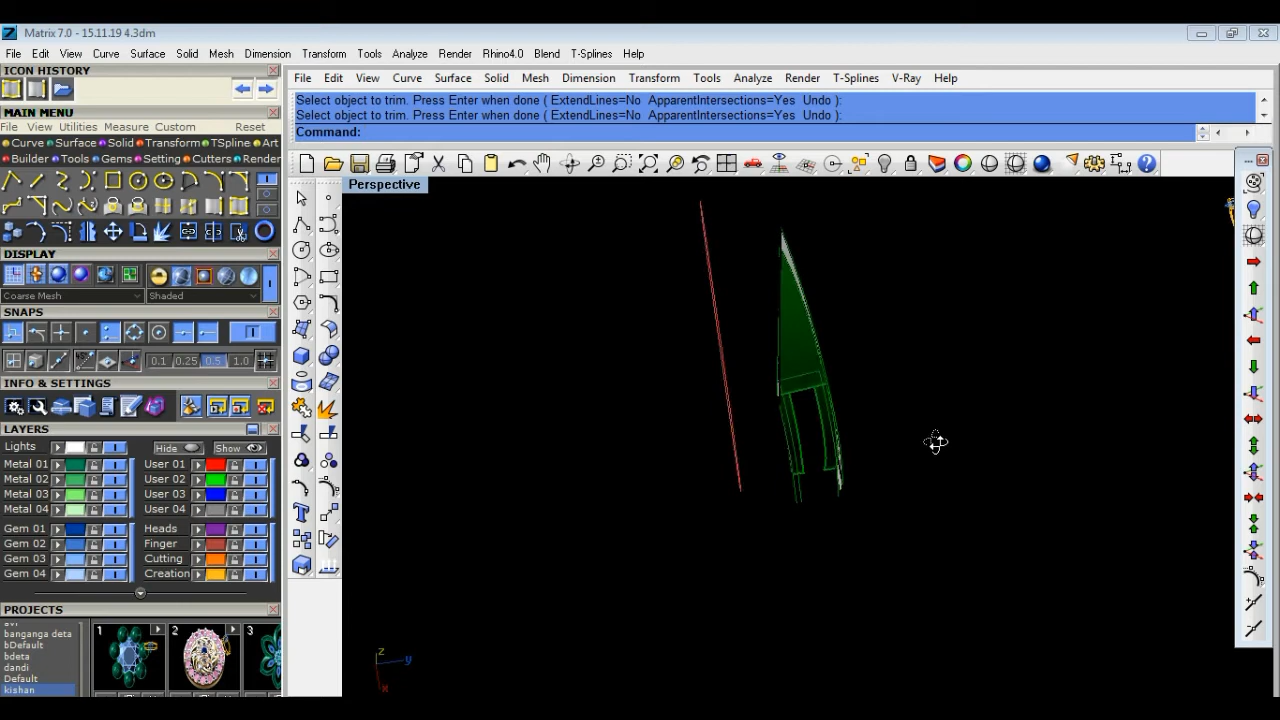 Matrix 7.0 - 15.11.19 4.3dm
File Edit View Curve Surface Solid Mesh Dimension Transform Tools Analyze Render Rhino4.0 Blend T-Splines Help
ICON HISTORY
File Edit View Curve Surface Solid Mesh Dimension Transform Tools Analyze Render T-Splines V-Ray Help
Select object to trim. Press Enter when done ( ExtendLines=No ApparentIntersections=Yes Undo ):
Select object to trim. Press Enter when done ( ExtendLines=No ApparentIntersections=Yes Undo ):
Command:
MAIN MENU
File View Utilities Measure Custom Reset
Curve Surface Solid Transform TSpline Art
Builder Tools Gems Setting Cutters Render
Perspective
DISPLAY
Coarse Mesh Shaded
SNAPS
0.1 0.25 0.5 1.0
INFO & SETTINGS
LAYERS
Lights Hide Show
Metal 01 User 01
Metal 02 User 02
Metal 03 User 03
Metal 04 User 04
Gem 01 Heads
Gem 02 Finger
Gem 03 Cutting
Gem 04 Creation
PROJECTS
banganga deta
bDefault
bdeta
dandi
Default
kishan
1 2 3
z
y
x